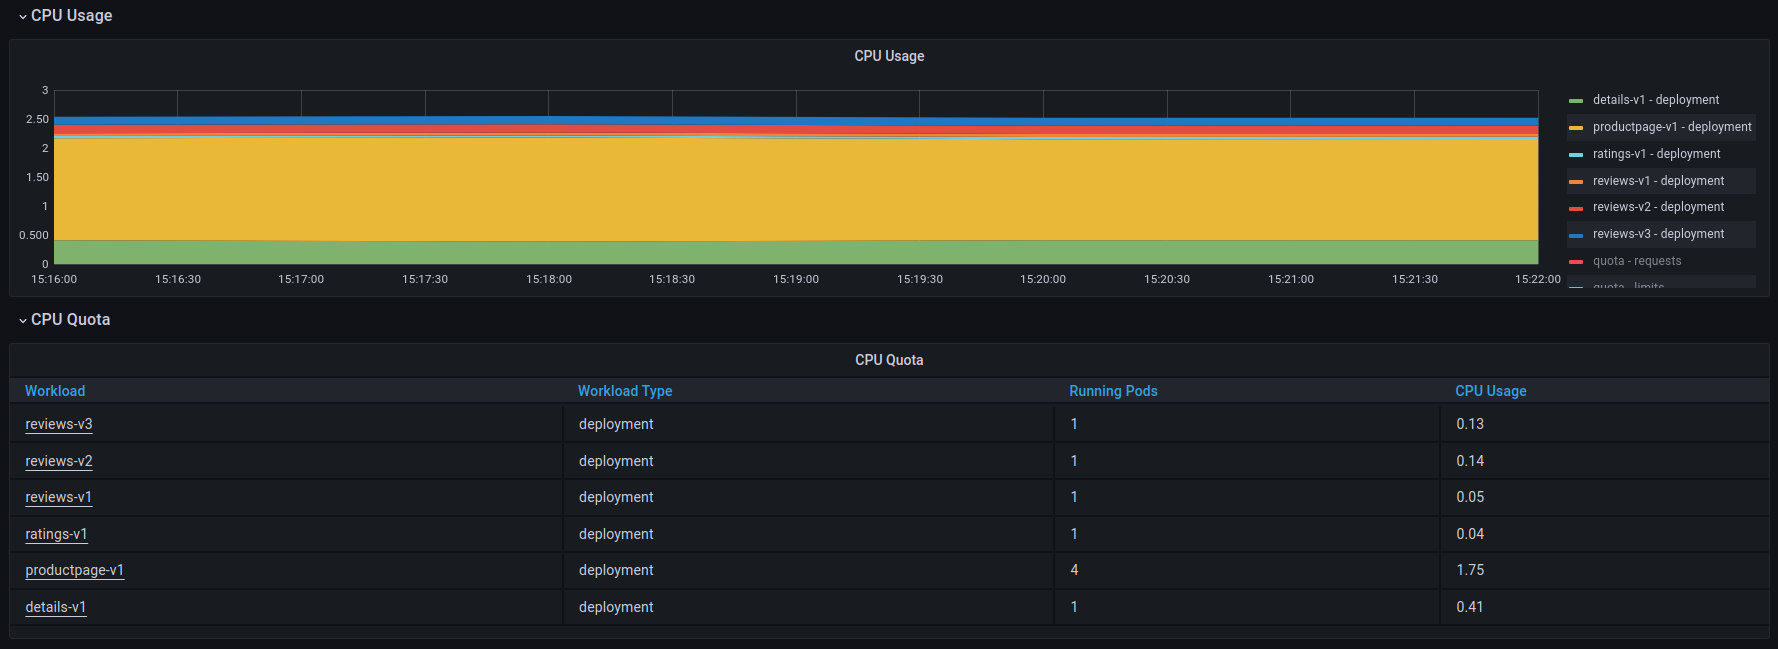 CPU Usage
CPU Usage
3
2.50
2
1.50
1
0.500
0
15:16:00 15:16:30 15:17:00 15:17:30 15:18:00 15:18:30 15:19:00 15:19:30 15:20:00 15:20:30 15:21:00 15:21:30 15:22:00
details-v1 - deployment
productpage-v1 - deployment
ratings-v1 - deployment
reviews-v1 - deployment
reviews-v2 - deployment
reviews-v3 - deployment
quota - requests
quota - limits
CPU Quota
CPU Quota
Workload Workload Type Running Pods CPU Usage
reviews-v3 deployment 1 0.13
reviews-v2 deployment 1 0.14
reviews-v1 deployment 1 0.05
ratings-v1 deployment 1 0.04
productpage-v1 deployment 4 1.75
details-v1 deployment 1 0.41